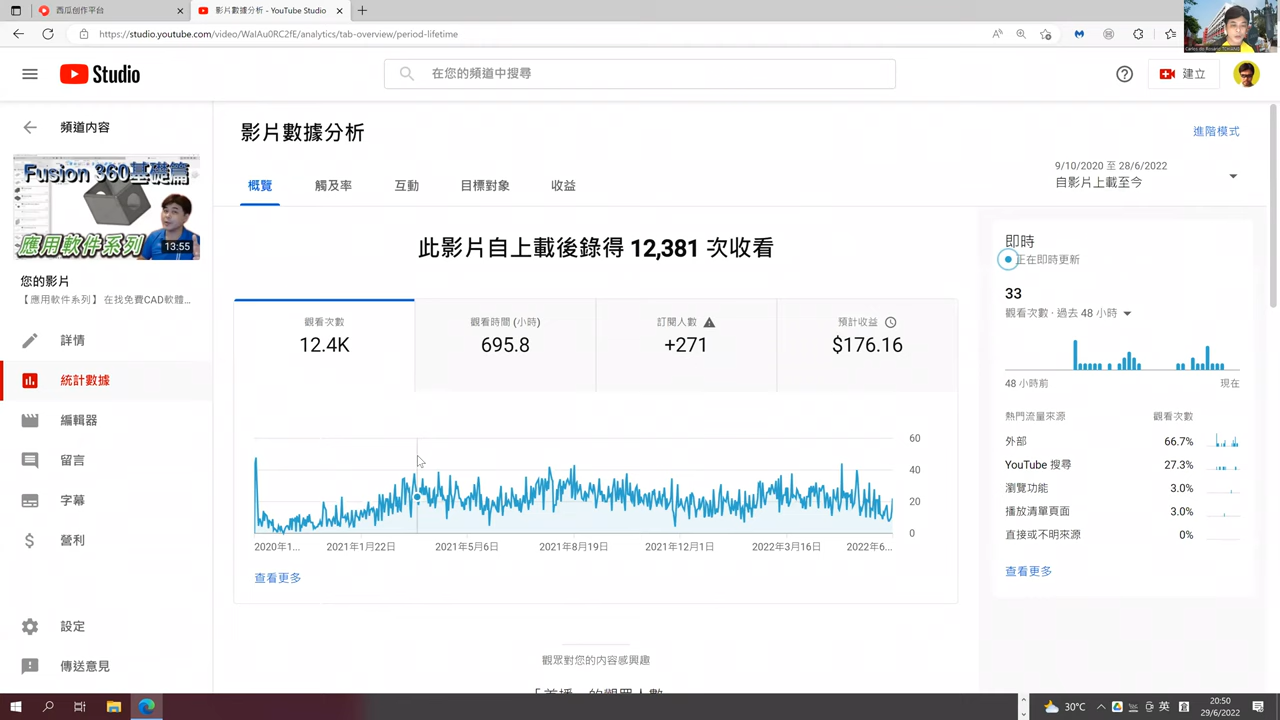 西瓜创作平台
影片數據分析 - YouTube Studio
https://studio.youtube.com/video/WaIAu0RC2fE/analytics/tab-overview/period-lifetime
Studio
在您的頻道中搜尋
建立
頻道內容
Fusion 360基礎篇
應用軟件系列
13:55
您的影片
【應用軟件系列】 在找免費CAD軟體...
詳情
統計數據
編輯器
留言
字幕
營利
設定
傳送意見
影片數據分析
進階模式
概覽
觸及率
互動
目標對象
收益
9/10/2020 至 28/6/2022
自影片上載至今
此影片自上載後錄得 12,381 次收看
觀看次數
12.4K
觀看時間 (小時)
695.8
訂閱人數
+271
預計收益
$176.16
60
40
20
0
2020年1...
2021年1月22日
2021年5月6日
2021年8月19日
2021年12月1日
2022年3月16日
2022年6...
查看更多
觀眾對您的內容感興趣
即時
正在即時更新
33
觀看次數 · 過去 48 小時
48 小時前
現在
熱門流量來源
觀看次數
外部
66.7%
YouTube 搜尋
27.3%
瀏覽功能
3.0%
播放清單頁面
3.0%
直接或不明來源
0%
查看更多
30°C
英
20:50
29/6/2022